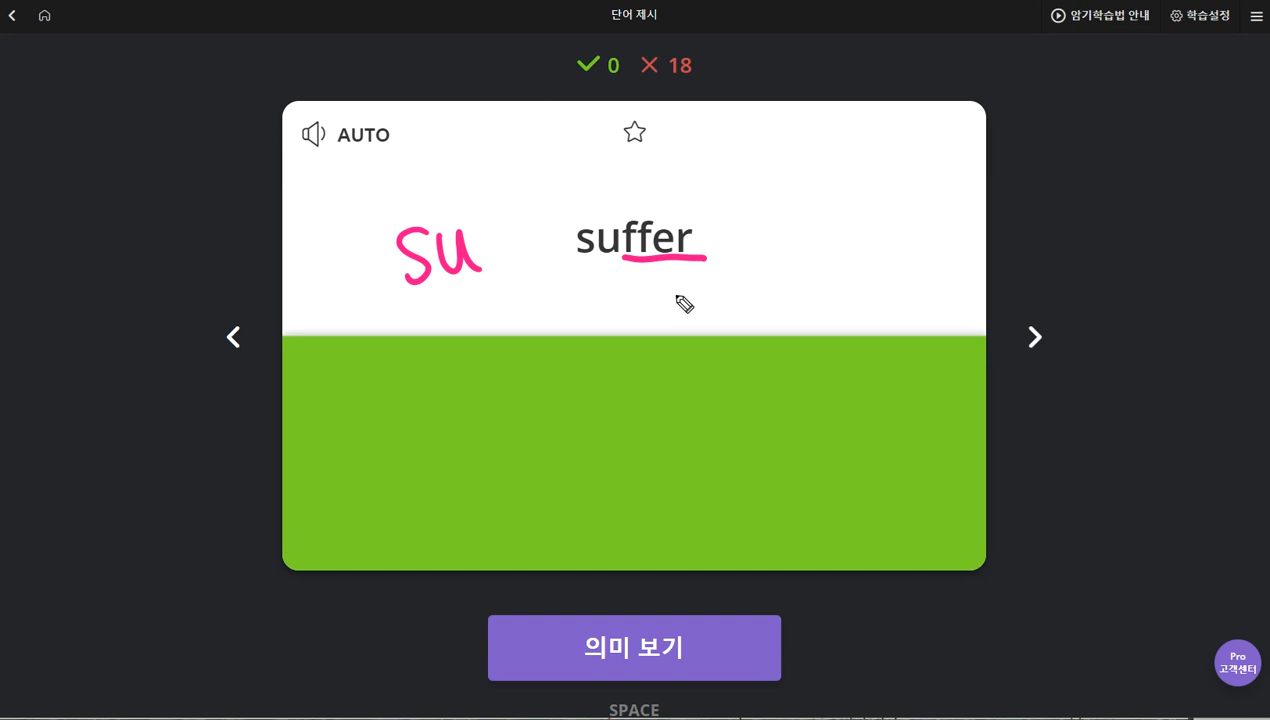 단어 제시
암기학습법 안내
학습설정
0 18
AUTO
su suffer
의미 보기
SPACE
Pro
고객센터